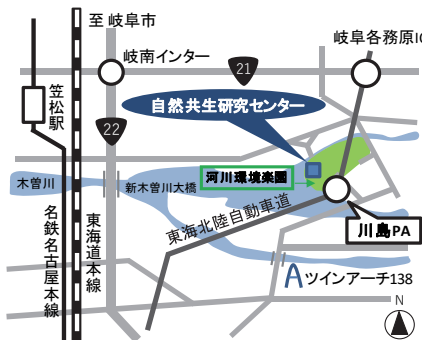 至 岐阜市
岐阜各務原IC
岐南インター
21
笠松駅
自然共生研究センター
22
河川環境楽園
木曽川
新木曽川大橋
東海北陸自動車道
川島PA
名鉄名古屋本線
東海道本線
ツインアーチ138
N